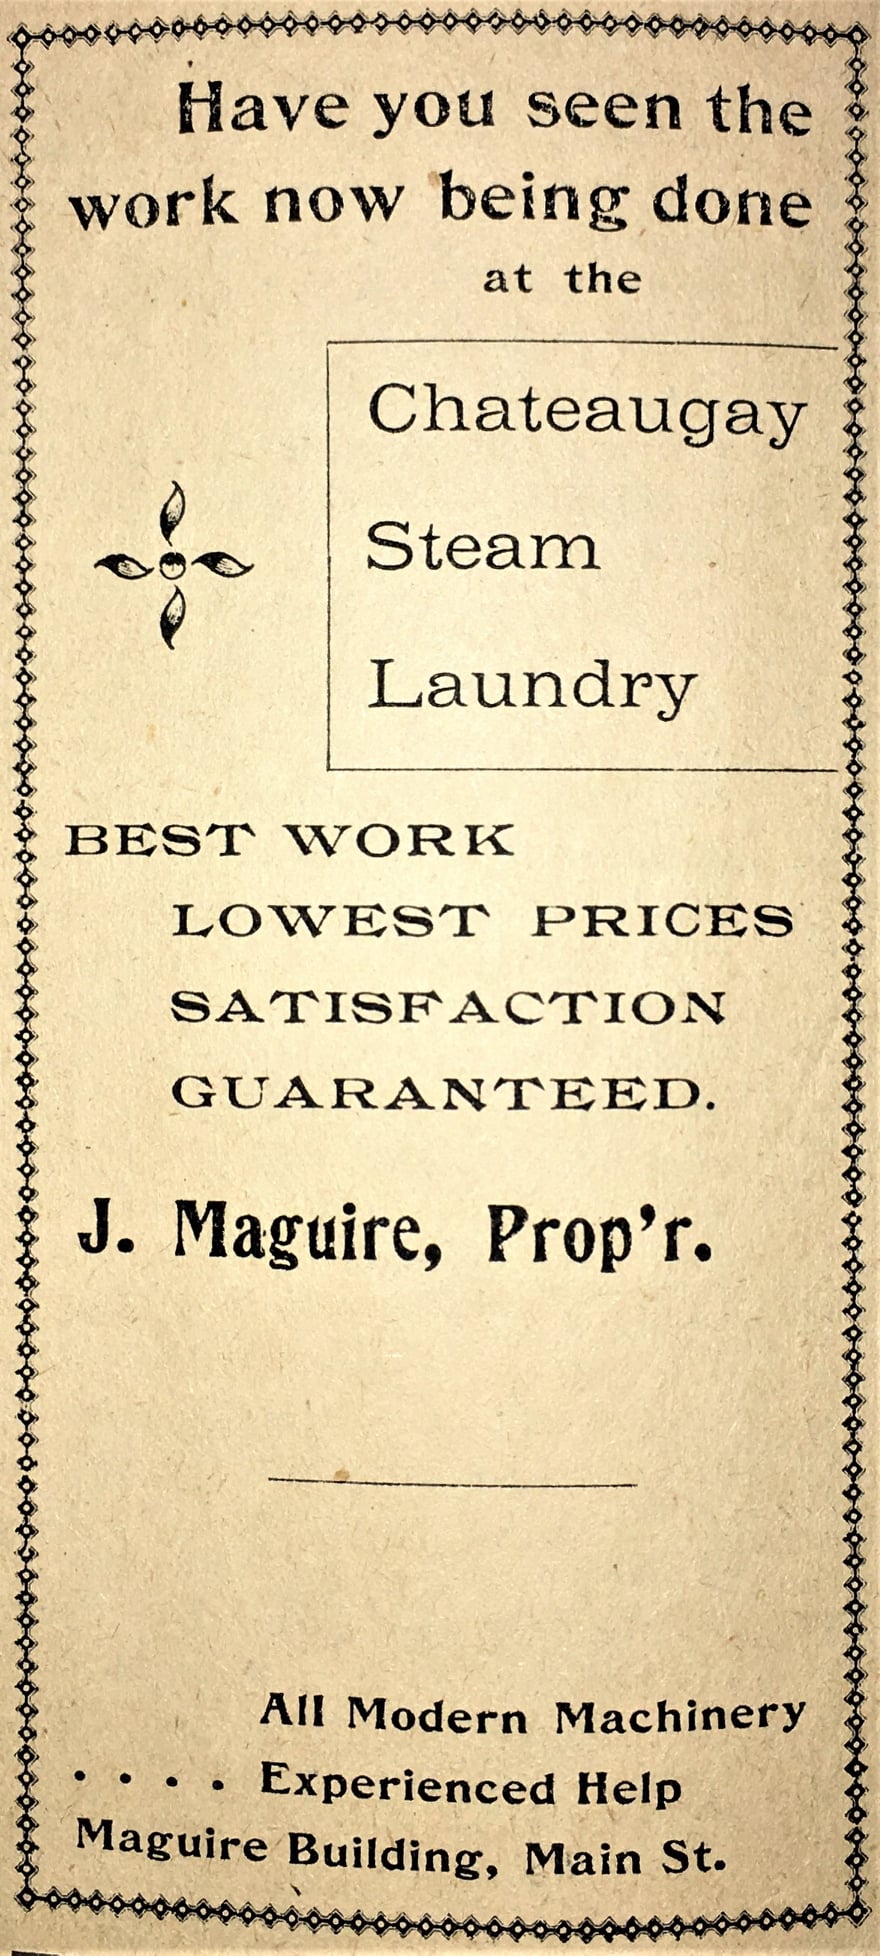 Have you seen the
work now being done
at the
Chateaugay
Steam
Laundry
BEST WORK
LOWEST PRICES
SATISFACTION
GUARANTEED.
J. Maguire, Prop'r.
All Modern Machinery
. . . . Experienced Help
Maguire Building, Main St.